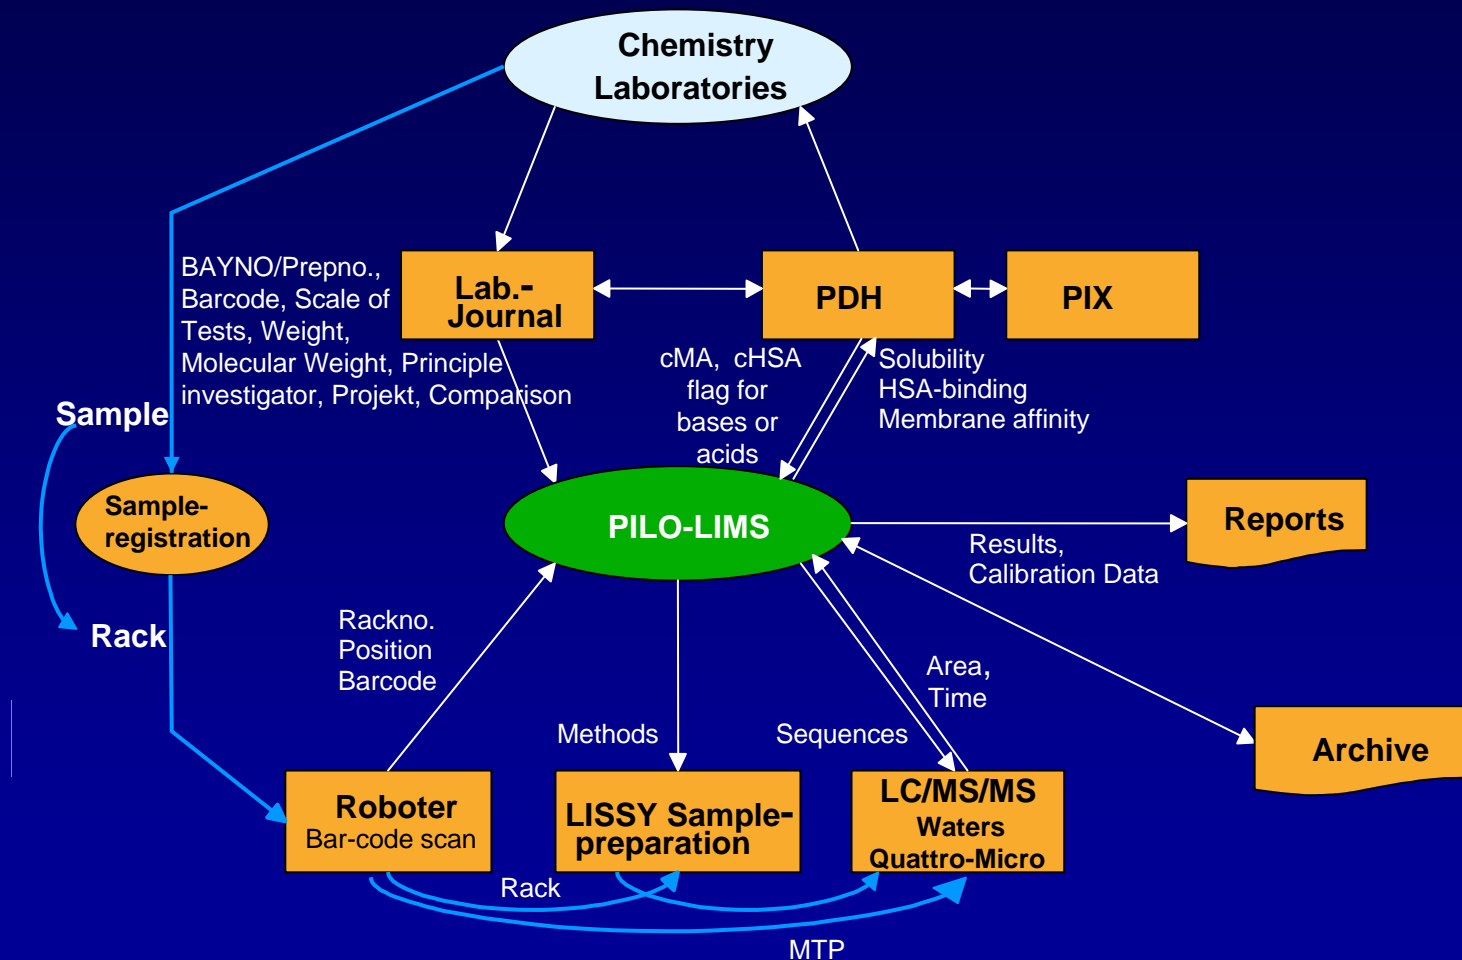 Chemistry
Laboratories
BAYNO/Prepno.,
Barcode, Scale of
Tests, Weight,
Molecular Weight, Principle
investigator, Projekt, Comparison
Lab.-
Journal
PDH
PIX
cMA, cHSA
flag for
bases or
acids
Solubility
HSA-binding
Membrane affinity
Sample
Sample-
registration
Rack
PILO-LIMS
Reports
Results,
Calibration Data
Rackno.
Position
Barcode
Area,
Time
Methods
Sequences
Archive
Roboter
Bar-code scan
LISSY Sample-
preparation
LC/MS/MS
Waters
Quattro-Micro
Rack
MTP